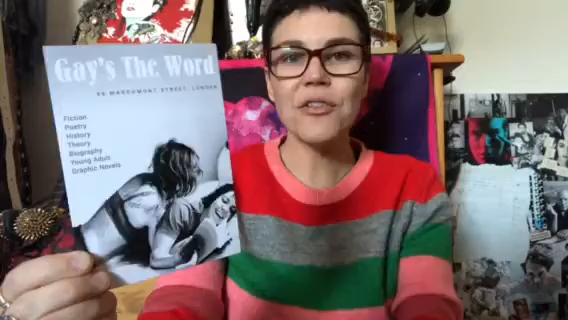 Gay's The Word
66 MARCHMONT STREET, LONDON
Fiction
Poetry
History
Theory
Biography
Young Adult
Graphic Novels